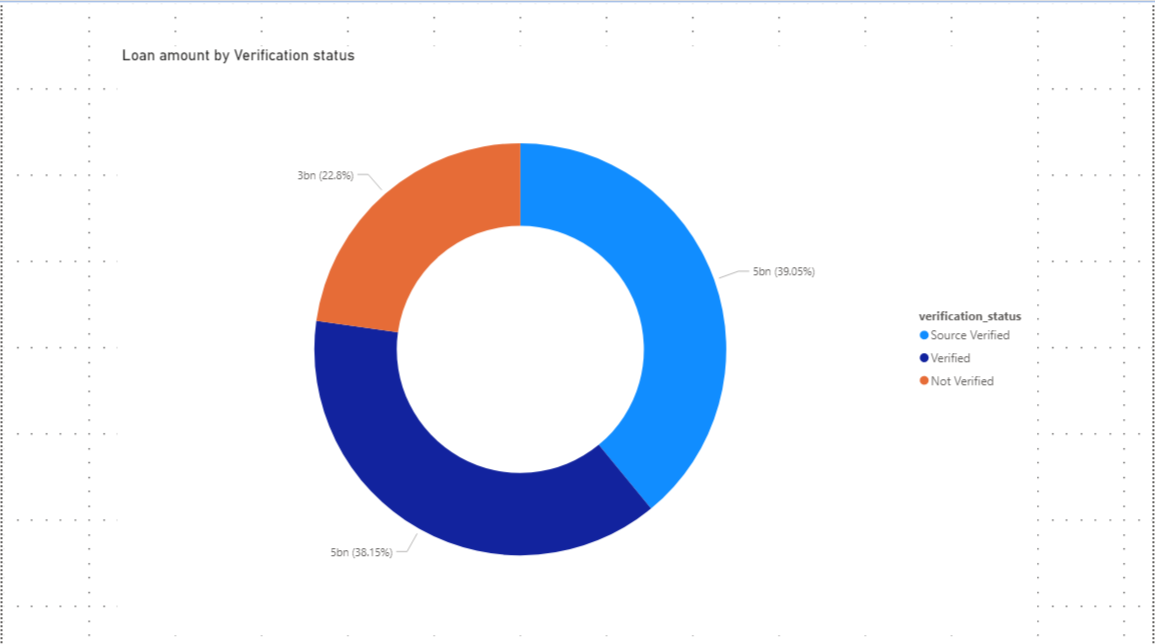 Loan amount by Verification status
3bn (22.8%)
5bn (39.05%)
5bn (38.15%)
verification_status
Source Verified
Verified
Not Verified